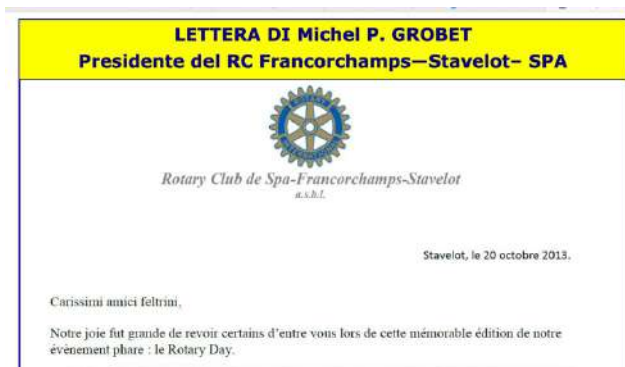 LETTERA DI Michel P. GROBET
Presidente del RC Francorchamps—Stavelot– SPA
ROTARY
INTERNATIONAL
Rotary Club de Spa-Francorchamps-Stavelot
a.s.b.l.
Stavelot, le 20 octobre 2013.
Carissimi amici feltrini,
Notre joie fut grande de revoir certains d'entre vous lors de cette mémorable édition de notre
évènement phare : le Rotary Day.